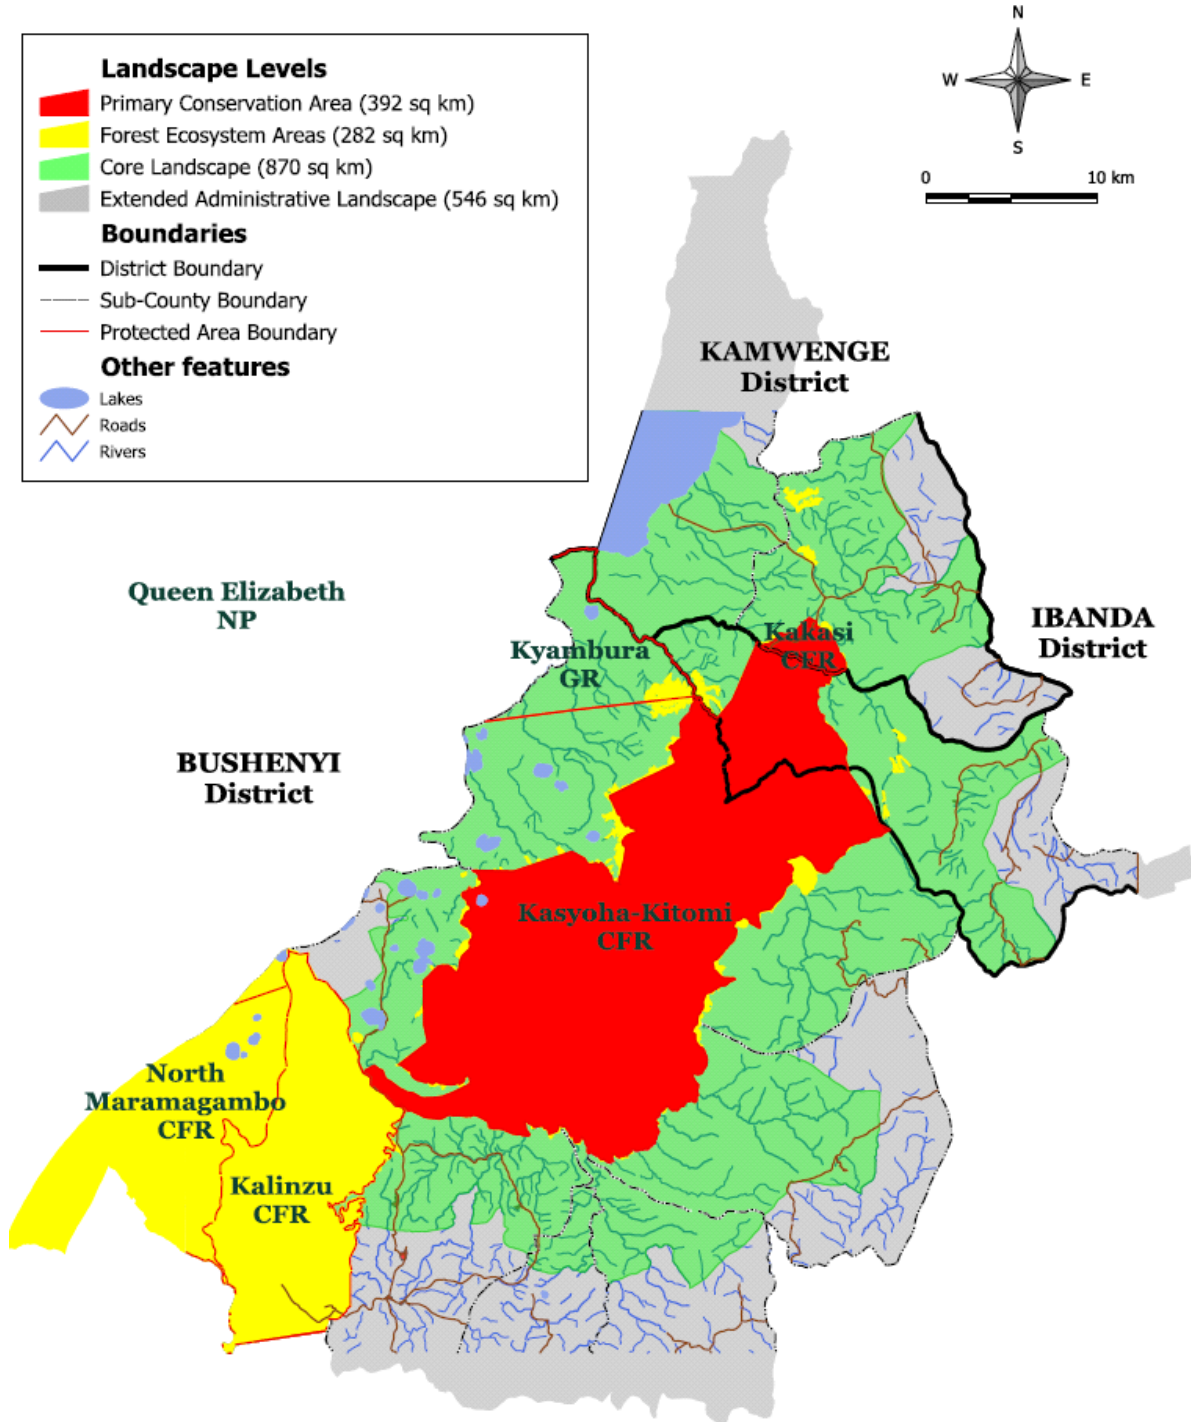 Landscape Levels
Primary Conservation Area (392 sq km)
Forest Ecosystem Areas (282 sq km)
Core Landscape (870 sq km)
Extended Administrative Landscape (546 sq km)
Boundaries
District Boundary
Sub-County Boundary
Protected Area Boundary
Other features
Lakes
Roads
Rivers
N
W
E
S
0
10 km
KAMWENGE
District
Queen Elizabeth
NP
IBANDA
District
Kakasi
CFR
Kyambura
GR
BUSHENYI
District
Kasyoha-Kitomi
CFR
North
Maramagambo
CFR
Kalinzu
CFR